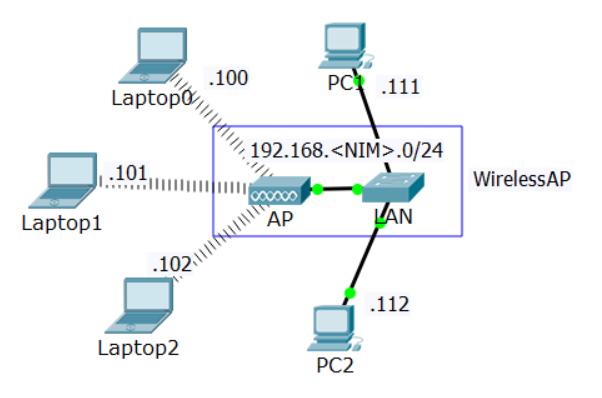 Laptop0
.100
PC1
.111
192.168.<NIM>.0/24
Laptop1
.101
AP
LAN
WirelessAP
Laptop2
.102
PC2
.112